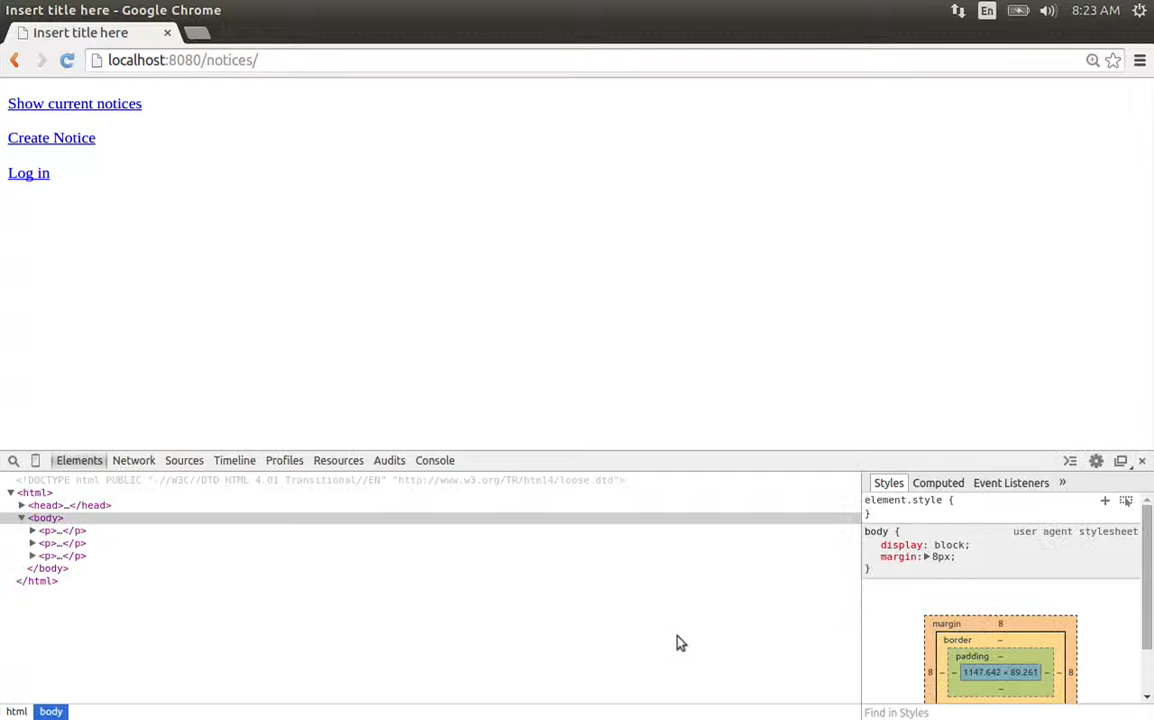 Insert title here - Google Chrome
En
8:23 AM
Insert title here ×
localhost:8080/notices/
Show current notices
Create Notice
Log in
Elements Network Sources Timeline Profiles Resources Audits Console
<!DOCTYPE html PUBLIC "-//W3C//DTD HTML 4.01 Transitional//EN" "http://www.w3.org/TR/html4/loose.dtd">
▼<html>
▶<head>…</head>
▼<body>
▶<p>…</p>
▶<p>…</p>
▶<p>…</p>
</body>
</html>
Styles Computed Event Listeners »
element.style {
}
body { user agent stylesheet
display: block;
margin:▶8px;
}
margin 8
border –
padding –
8 – – 1147.642 × 89.261 – – 8
–
html body
Find in Styles